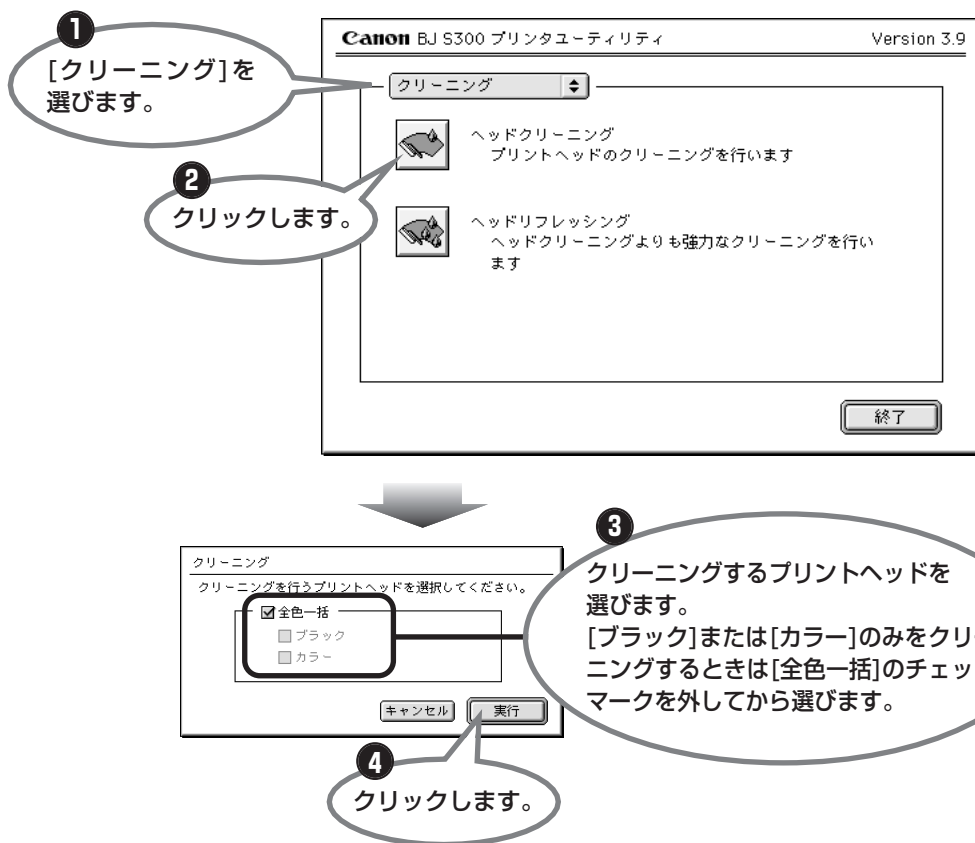 1
[クリーニング]を
選びます。
Canon BJ S300 プリンタユーティリティ Version 3.9
クリーニング
ヘッドクリーニング
プリントヘッドのクリーニングを行います
2
クリックします。
ヘッドリフレッシング
ヘッドクリーニングよりも強力なクリーニングを行い
ます
終了
クリーニング
クリーニングを行うプリントヘッドを選択してください。
全色一括
ブラック
カラー
キャンセル 実行
3
クリーニングするプリントヘッドを
選びます。
[ブラック]または[カラー]のみをクリ
ニングするときは[全色一括]のチェッ
マークを外してから選びます。
4
クリックします。